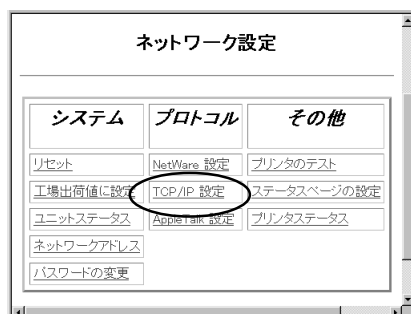 ネットワーク設定
システム プロトコル その他
リセット NetWare 設定 プリンタのテスト
工場出荷値に設定 TCP/IP 設定 ステータスページの設定
ユニットステータス AppleTalk 設定 プリンタステータス
ネットワークアドレス
パスワードの変更